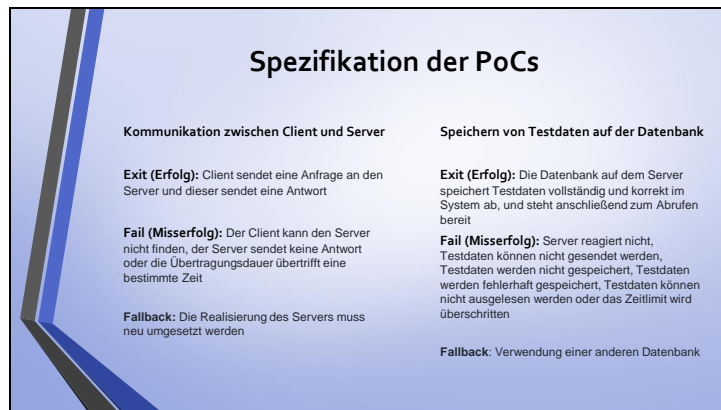 Spezifikation der PoCs
Kommunikation zwischen Client und Server
Exit (Erfolg): Client sendet eine Anfrage an den
Server und dieser sendet eine Antwort
Fail (Misserfolg): Der Client kann den Server
nicht finden, der Server sendet keine Antwort
oder die Übertragungsdauer übertrifft eine
bestimmte Zeit
Fallback: Die Realisierung des Servers muss
neu umgesetzt werden
Speichern von Testdaten auf der Datenbank
Exit (Erfolg): Die Datenbank auf dem Server
speichert Testdaten vollständig und korrekt im
System ab, und steht anschließend zum Abrufen
bereit
Fail (Misserfolg): Server reagiert nicht,
Testdaten können nicht gesendet werden,
Testdaten werden nicht gespeichert, Testdaten
werden fehlerhaft gespeichert, Testdaten können
nicht ausgelesen werden oder das Zeitlimit wird
überschritten
Fallback: Verwendung einer anderen Datenbank